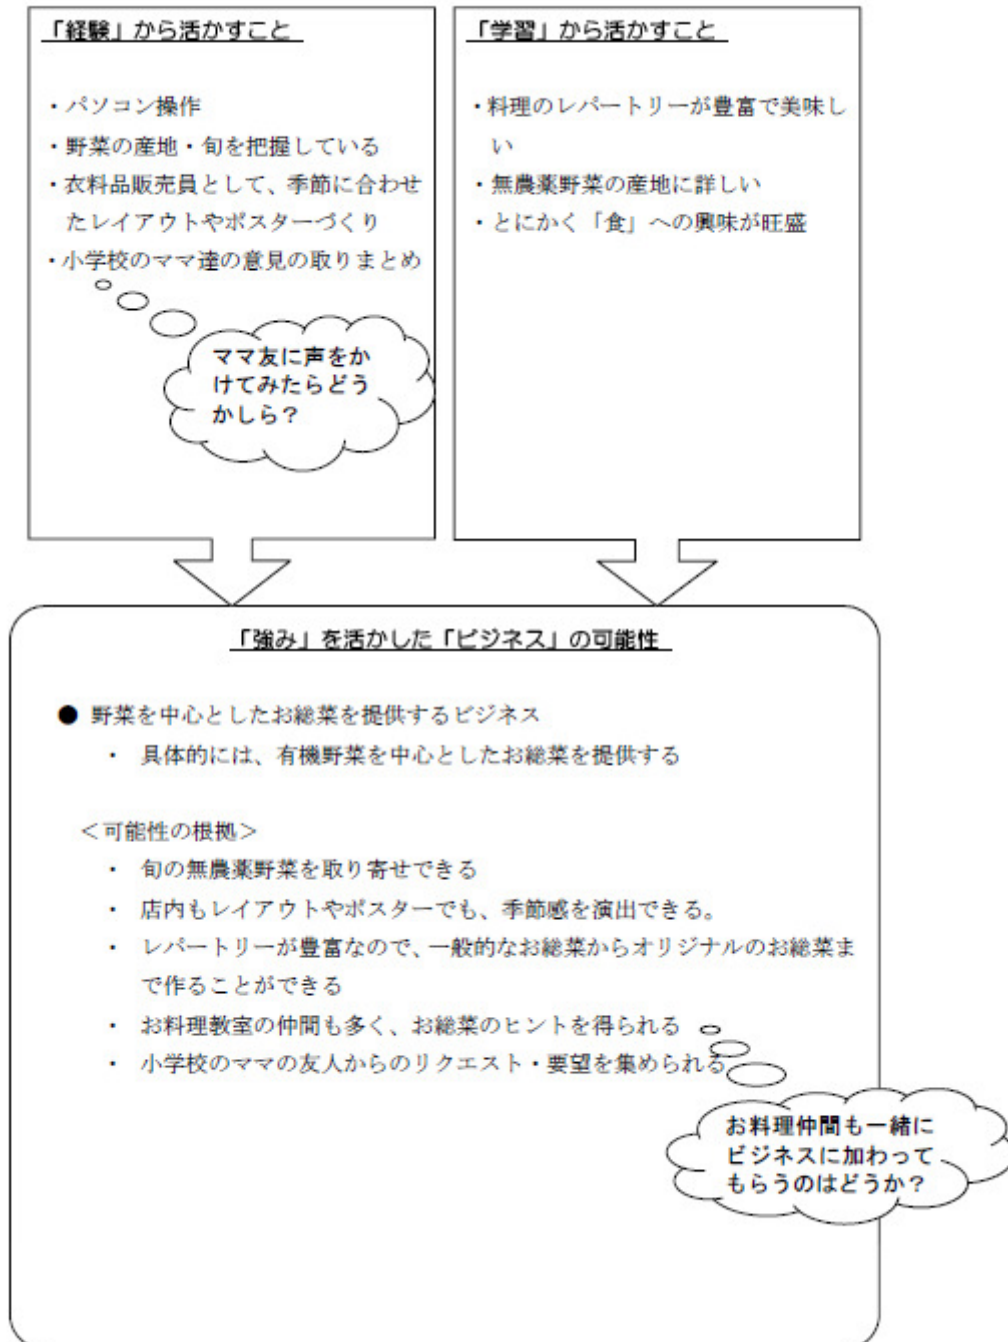 「経験」から活かすこと
・パソコン操作
・野菜の産地・旬を把握している
・衣料品販売員として、季節に合わせ
たレイアウトやポスターづくり
・小学校のママ達の意見の取りまとめ
ママ友に声をか
けてみたらどう
かしら？
「学習」から活かすこと
・料理のレパートリーが豊富で美味し
い
・無農薬野菜の産地に詳しい
・とにかく「食」への興味が旺盛
「強み」を活かした「ビジネス」の可能性
● 野菜を中心としたお総菜を提供するビジネス
・ 具体的には、有機野菜を中心としたお総菜を提供する
＜可能性の根拠＞
・ 旬の無農薬野菜を取り寄せできる
・ 店内もレイアウトやポスターでも、季節感を演出できる。
・ レパートリーが豊富なので、一般的なお総菜からオリジナルのお総菜ま
で作ることができる
・ お料理教室の仲間も多く、お総菜のヒントを得られる
・ 小学校のママの友人からのリクエスト・要望を集められる
お料理仲間も一緒に
ビジネスに加わって
もらうのはどうか？